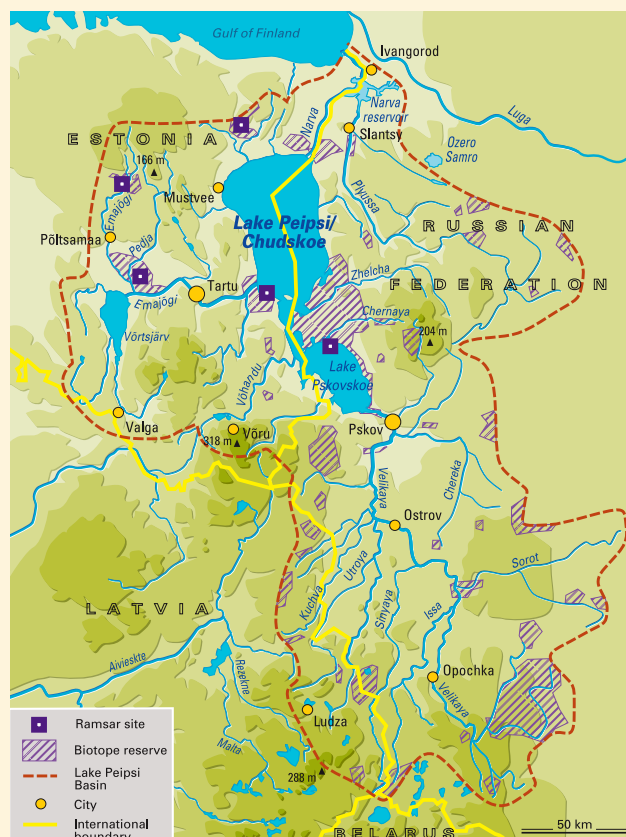 Gulf of Finland
Ivangorod
Narva
Narva
reservoir
Luga
Slantsy
Ozero
Samro
ESTONIA
166 m
Mustvee
Plyussa
Lake Peipsi/
Chudskoe
RUSSIAN
FEDERATION
Emajõgi
Pedja
Põltsamaa
Tartu
Emajõgi
Zhelcha
Chernaya
204 m
Võrtsjärv
Lake
Pskovskoe
Võhandu
Valga
Võru
318 m
Pskov
Velikaya
Chereka
Ostrov
Sorot
Kuchva
Utroya
Sinyaya
Issa
LATVIA
Aiviekste
Rezekne
Opochka
Velikaya
Ludza
Malta
288 m
BELARUS
Ramsar site
Biotope reserve
Lake Peipsi
Basin
City
International
boundary
50 km